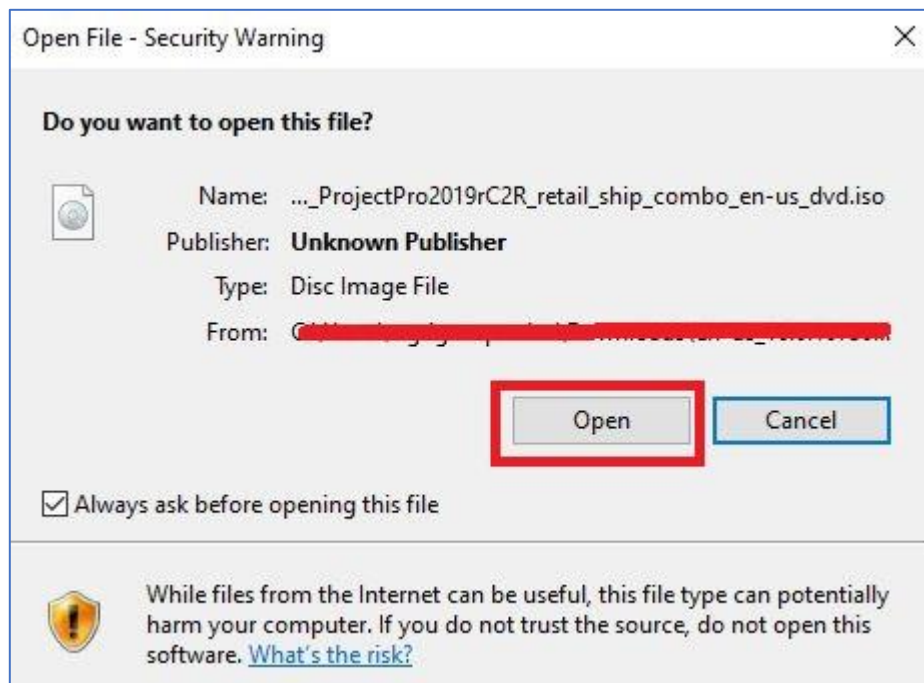 Open File - Security Warning
Do you want to open this file?
Name: ..._ProjectPro2019rC2R_retail_ship_combo_en-us_dvd.iso
Publisher: Unknown Publisher
Type: Disc Image File
From:
Open Cancel
Always ask before opening this file
While files from the Internet can be useful, this file type can potentially
harm your computer. If you do not trust the source, do not open this
software. What's the risk?